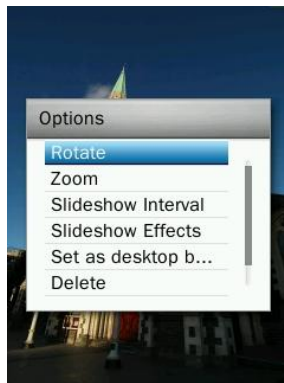 Options
Rotate
Zoom
Slideshow Interval
Slideshow Effects
Set as desktop b...
Delete